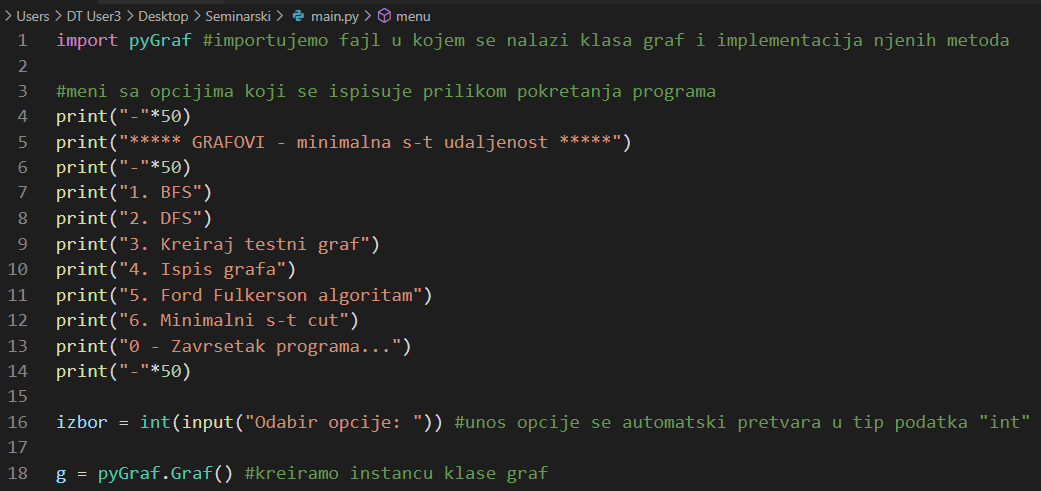 > Users > DT User3 > Desktop > Seminarski > main.py > menu
1 import pyGraf #importujemo fajl u kojem se nalazi klasa graf i implementacija njenih metoda
2
3 #meni sa opcijima koji se ispisuje prilikom pokretanja programa
4 print("-"*50)
5 print("***** GRAFOVI - minimalna s-t udaljenost *****")
6 print("-"*50)
7 print("1. BFS")
8 print("2. DFS")
9 print("3. Kreiraj testni graf")
10 print("4. Ispis grafa")
11 print("5. Ford Fulkerson algoritam")
12 print("6. Minimalni s-t cut")
13 print("0 - Zavrsetak programa...")
14 print("-"*50)
15
16 izbor = int(input("Odabir opcije: ")) #unos opcije se automatski pretvara u tip podatka "int"
17
18 g = pyGraf.Graf() #kreiramo instancu klase graf